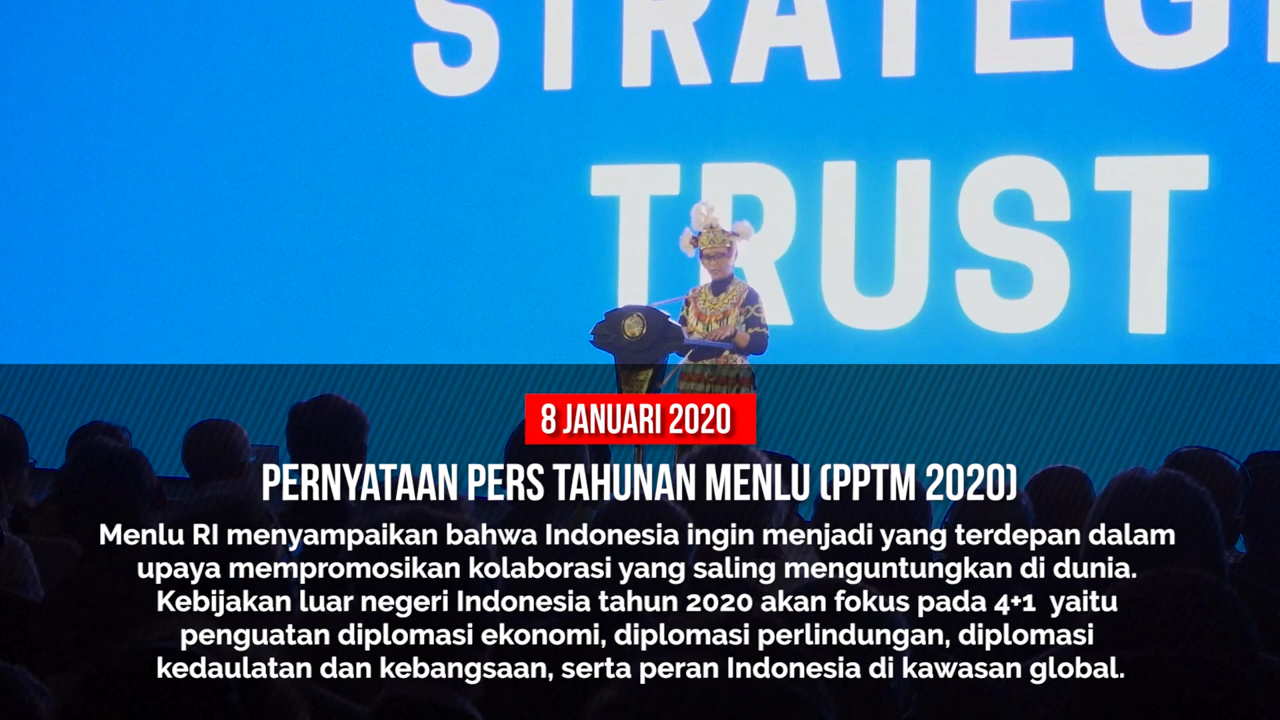 STRATEGI
TRUST
8 JANUARI 2020
PERNYATAAN PERS TAHUNAN MENLU (PPTM 2020)
Menlu RI menyampaikan bahwa Indonesia ingin menjadi yang terdepan dalam
upaya mempromosikan kolaborasi yang saling menguntungkan di dunia.
Kebijakan luar negeri Indonesia tahun 2020 akan fokus pada 4+1 yaitu
penguatan diplomasi ekonomi, diplomasi perlindungan, diplomasi
kedaulatan dan kebangsaan, serta peran Indonesia di kawasan global.